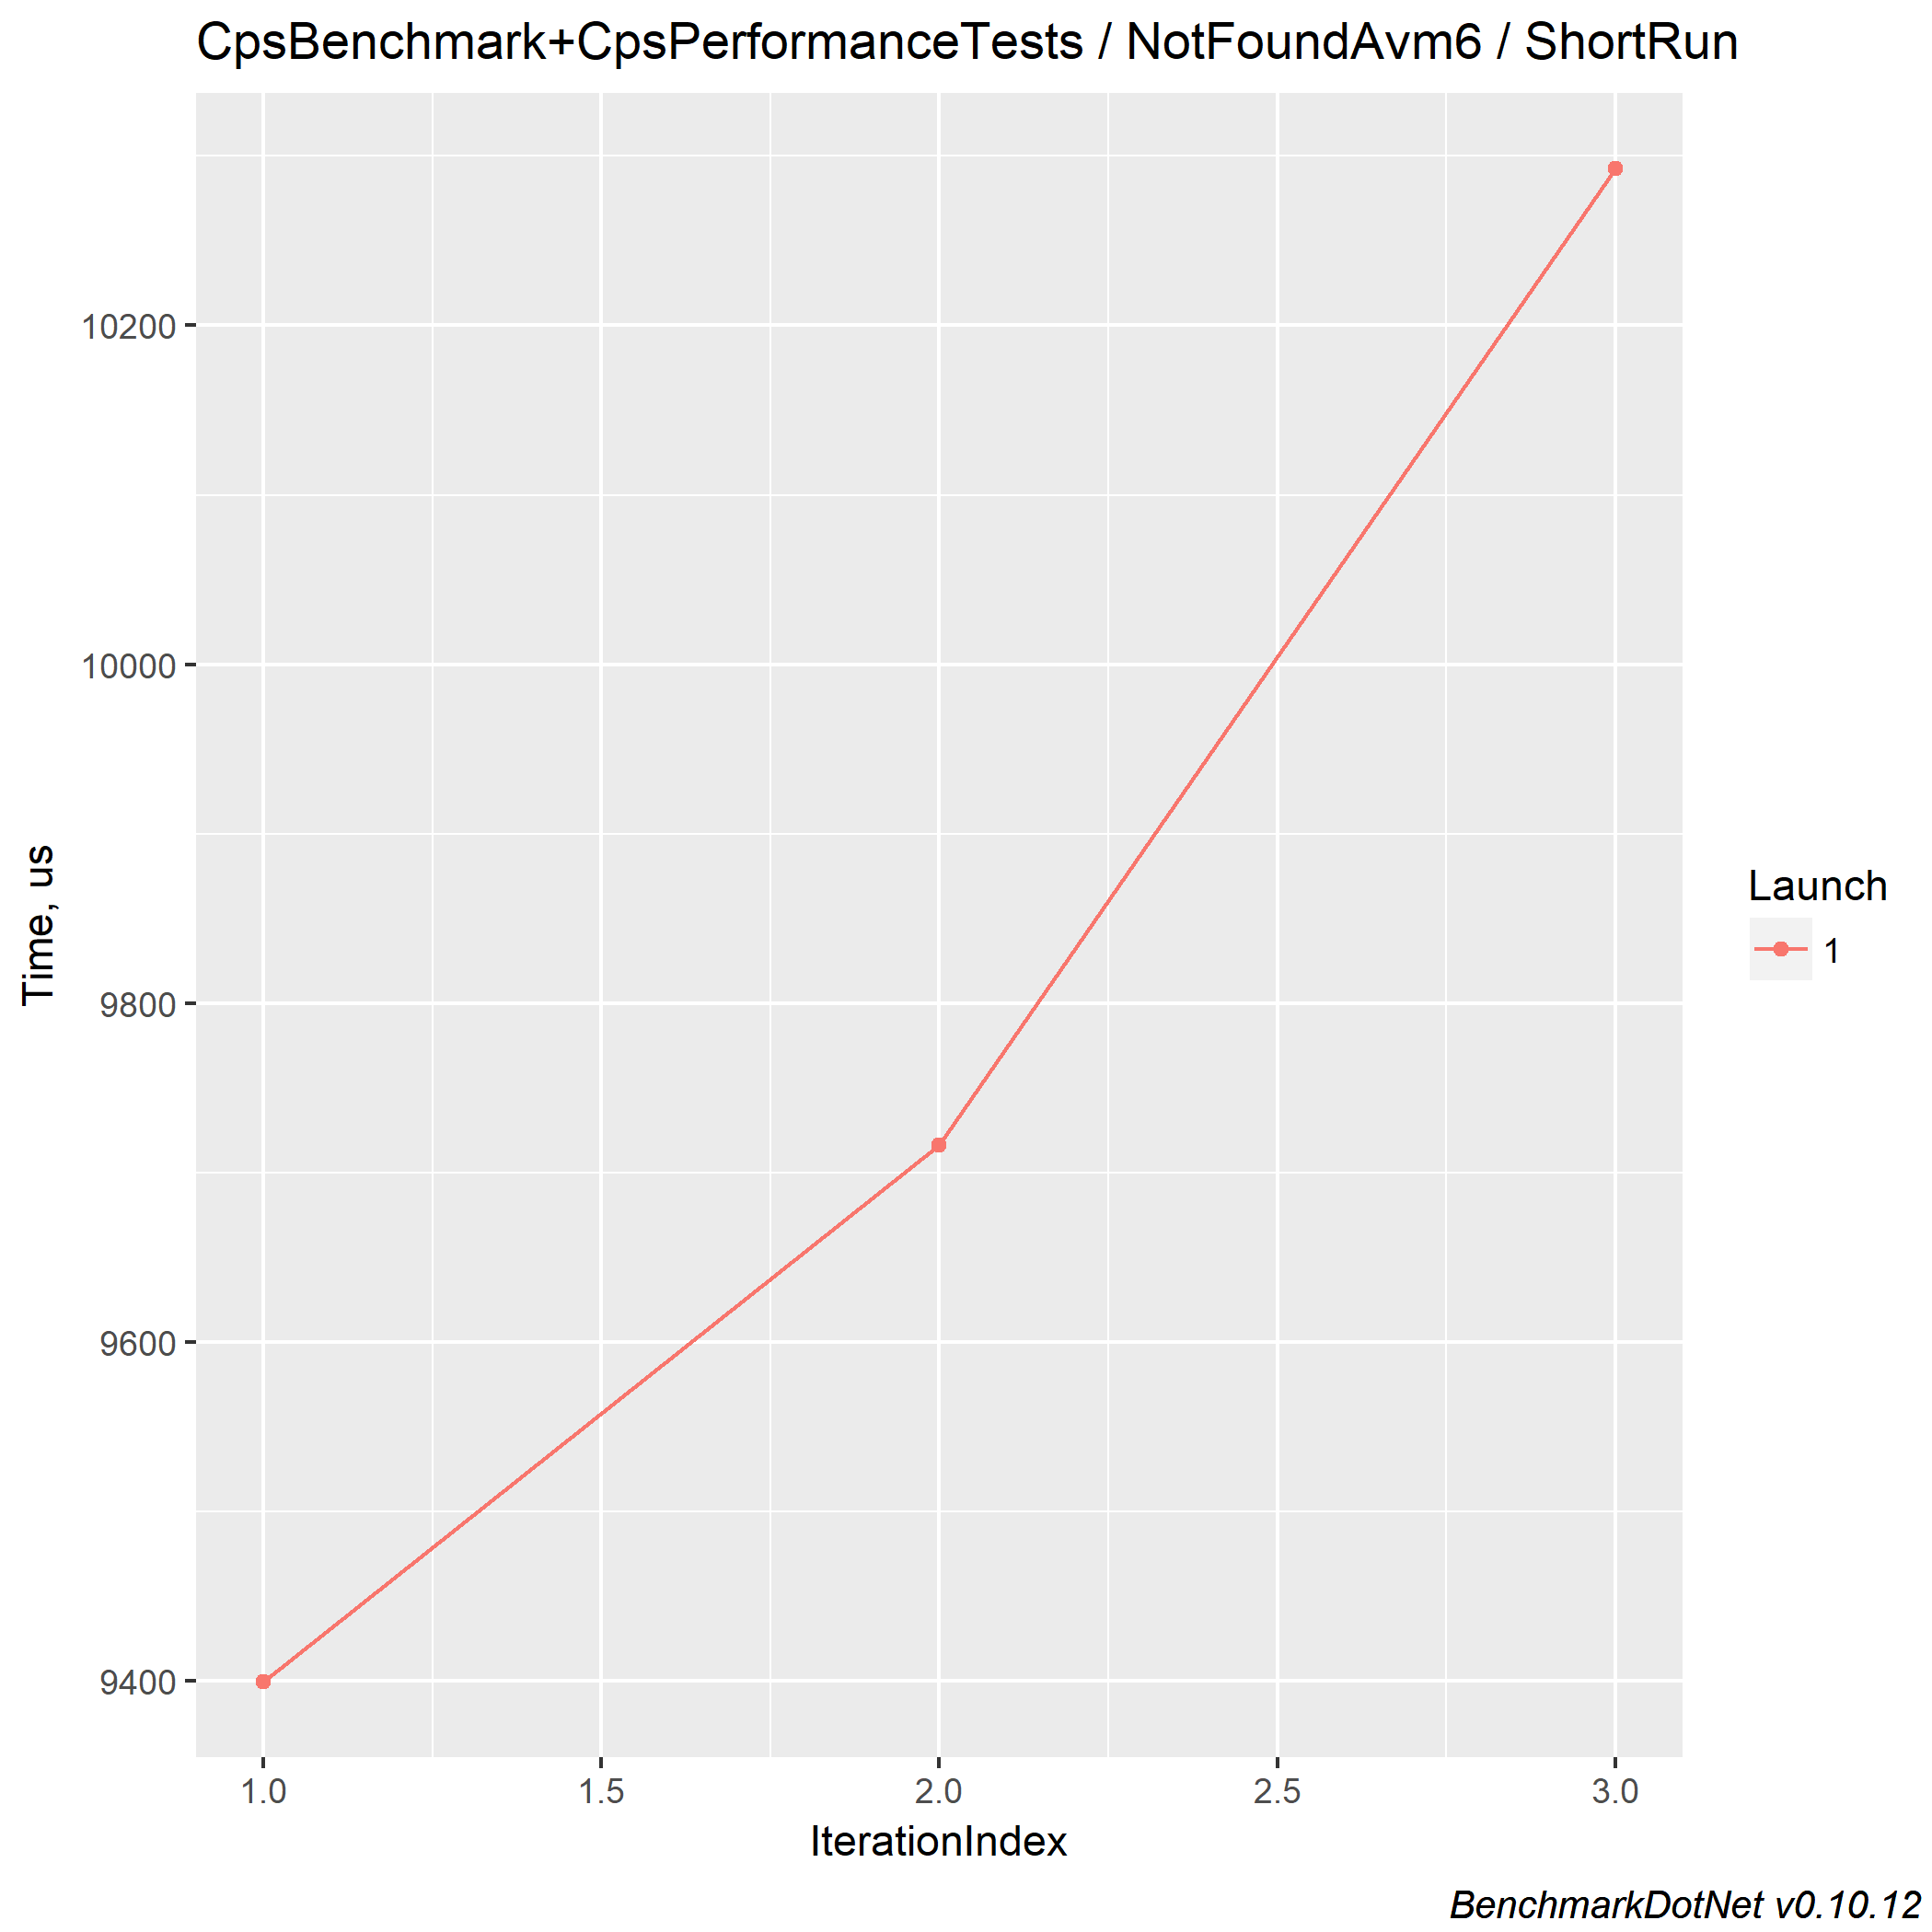 CpsBenchmark+CpsPerformanceTests / NotFoundAvm6 / ShortRun
Time, us
10200
10000
9800
9600
9400
1.0 1.5 2.0 2.5 3.0
IterationIndex
Launch
1
BenchmarkDotNet v0.10.12